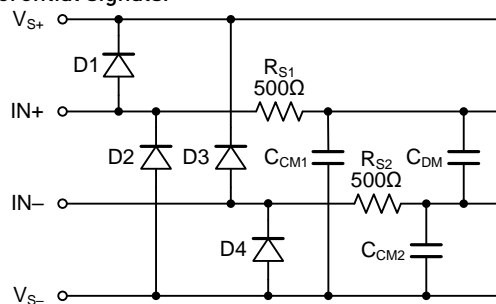 V_S+
D1
R_S1
500Ω
IN+
D2 D3 C_CM1 R_S2 C_DM
500Ω
IN–
D4
C_CM2
V_S–